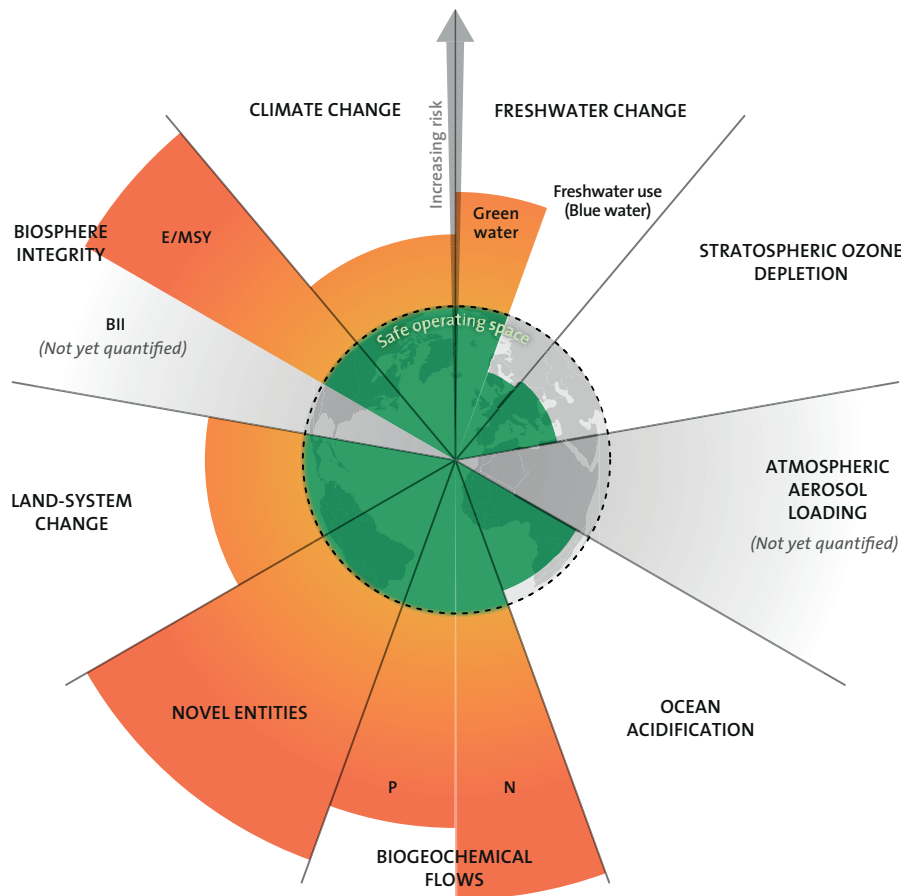 CLIMATE CHANGE
Increasing risk
FRESHWATER CHANGE
Green
water
Freshwater use
(Blue water)
STRATOSPHERIC OZONE
DEPLETION
BIOSPHERE
INTEGRITY
E/MSY
BII
(Not yet quantified)
Safe operating space
LAND-SYSTEM
CHANGE
ATMOSPHERIC
AEROSOL
LOADING
(Not yet quantified)
NOVEL ENTITIES
OCEAN
ACIDIFICATION
P
N
BIOGEOCHEMICAL
FLOWS